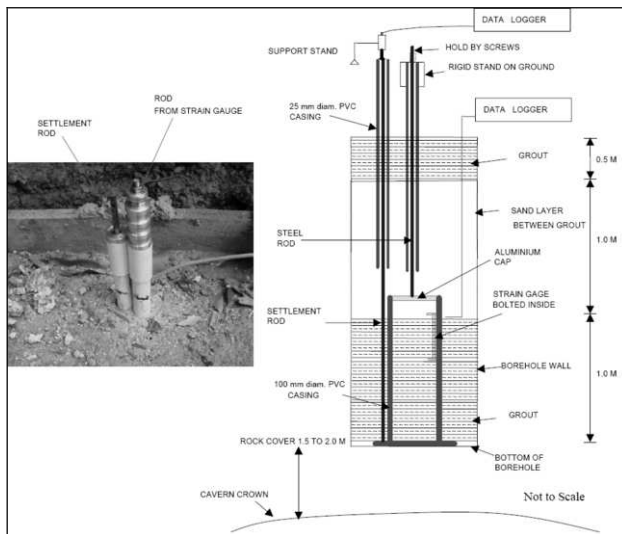 DATA LOGGER
SUPPORT STAND
HOLD BY SCREWS
RIGID STAND ON GROUND
ROD
FROM STRAIN GAUGE
SETTLEMENT
ROD
25 mm diam. PVC
CASING
DATA LOGGER
GROUT
0.5 M
SAND LAYER
BETWEEN GROUT
1.0 M
STEEL
ROD
ALUMINIUM
CAP
STRAIN GAGE
BOLTED INSIDE
SETTLEMENT
ROD
BOREHOLE WALL
1.0 M
100 mm diam. PVC
CASING
GROUT
ROCK COVER 1.5 TO 2.0 M
BOTTOM OF
BOREHOLE
CAVERN CROWN
Not to Scale